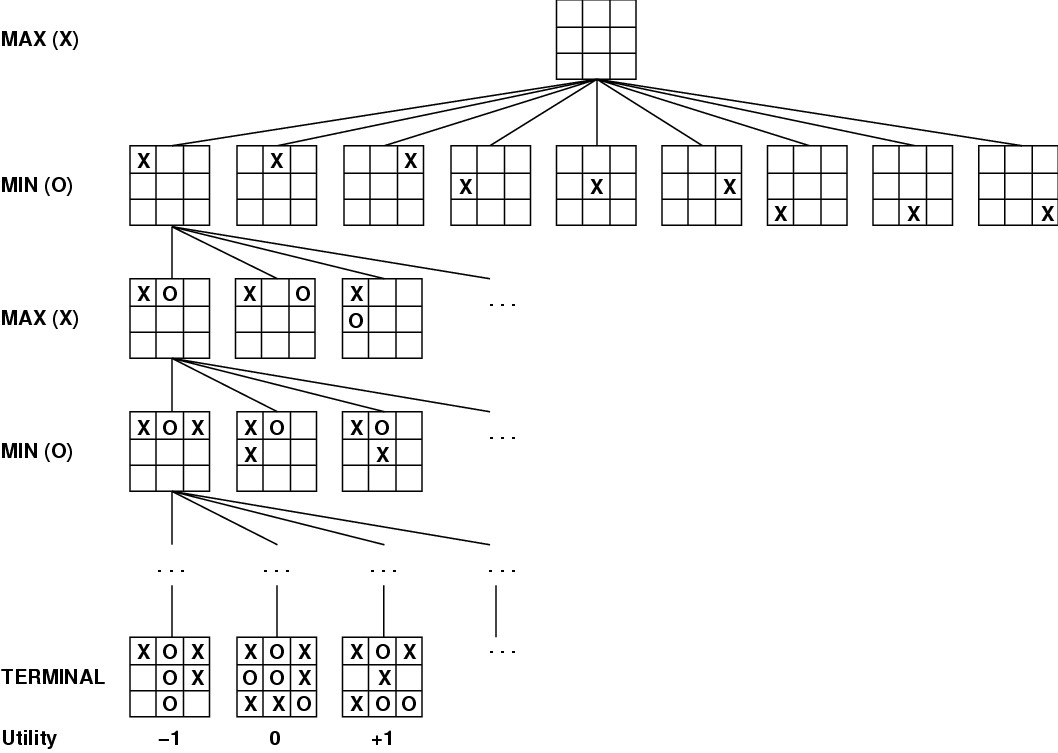 MAX (X)
MIN (O)
X X X X X X X X X
MAX (X)
X O X O X
O
. . .
MIN (O)
X O X X O X O
X X
. . .
. . . . . . . . . . . .
TERMINAL
X O X X O X X O X
O X O O X X
O X X O X O O
. . .
Utility −1 0 +1